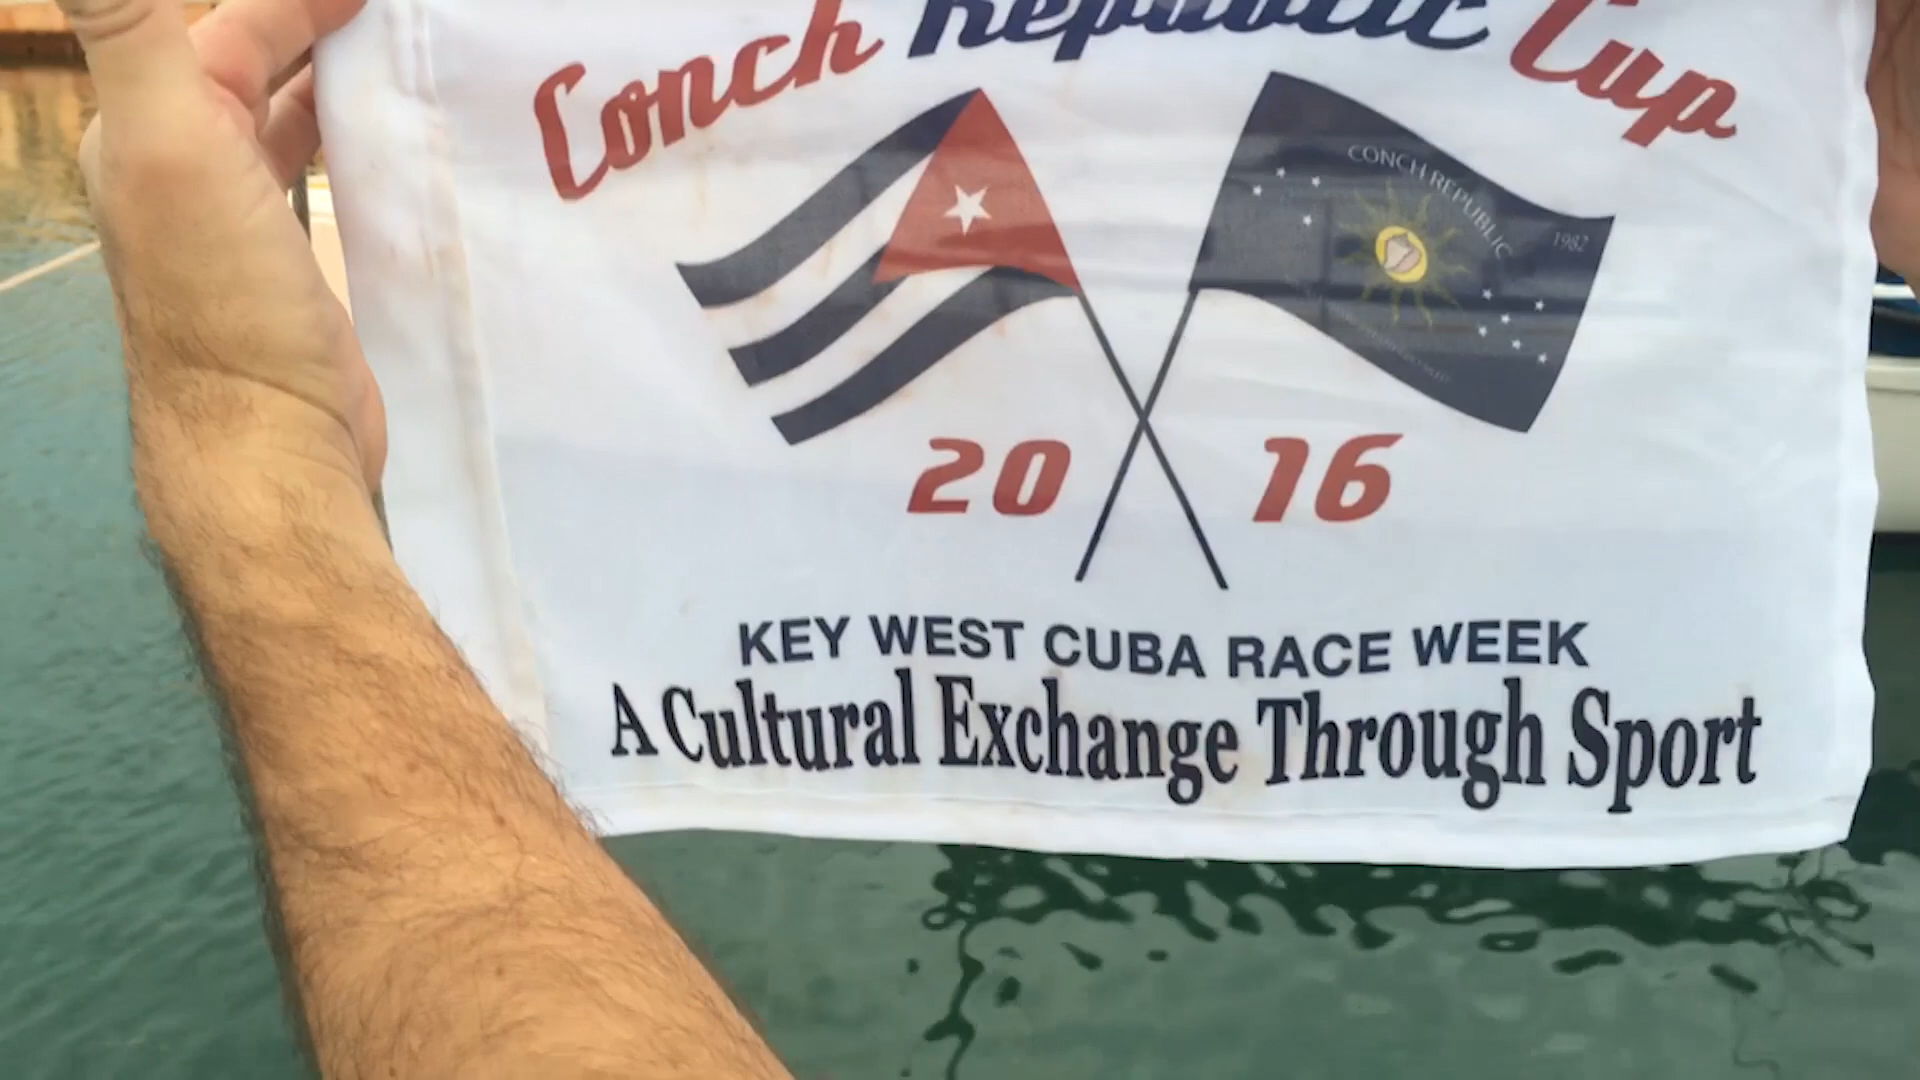 Conch Republic Cup
CONCH REPUBLIC
1982
20 16
KEY WEST CUBA RACE WEEK
A Cultural Exchange Through Sport